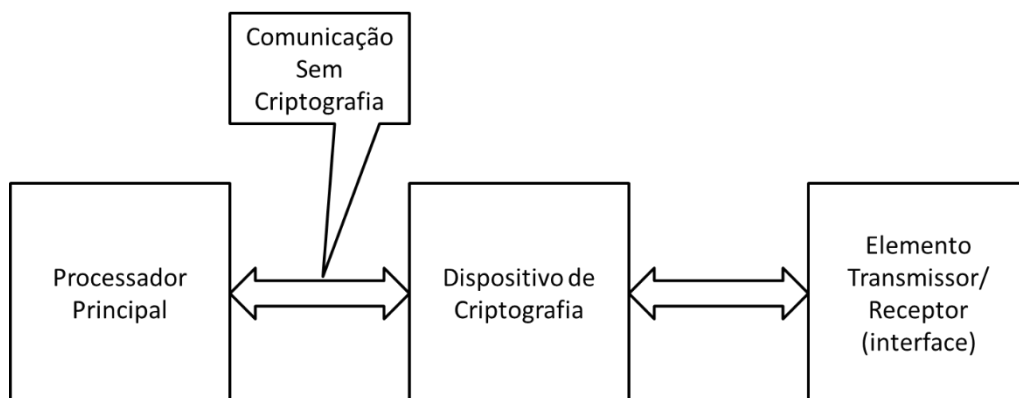 Comunicação
Sem
Criptografia
Processador
Principal
Dispositivo de
Criptografia
Elemento
Transmissor/
Receptor
(interface)